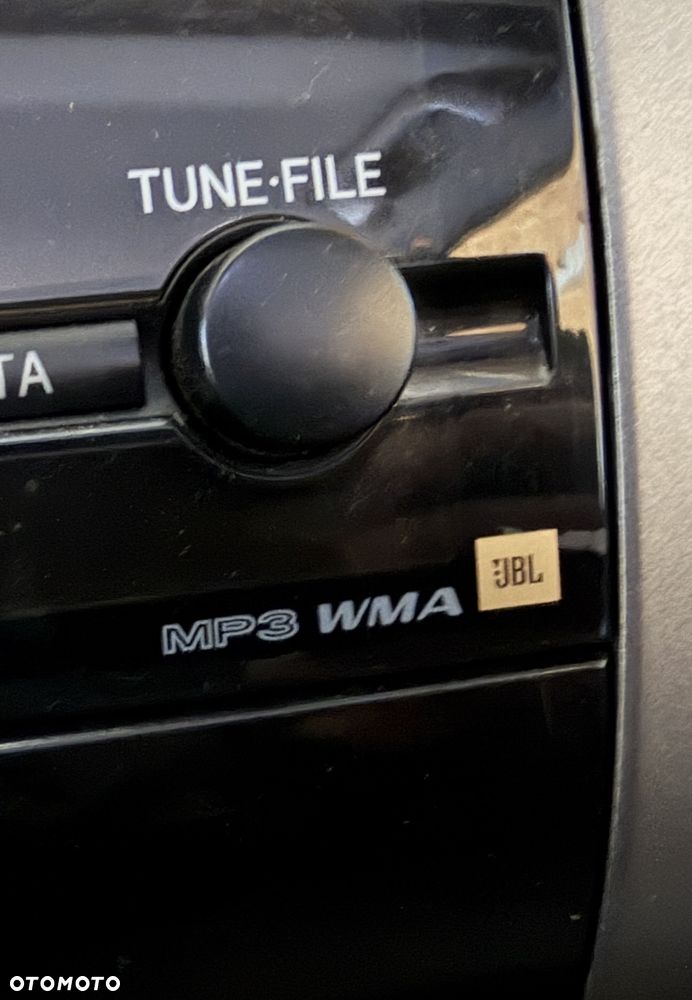 TUNE·FILE
TA
MP3 WMA JBL
OTOMOTO